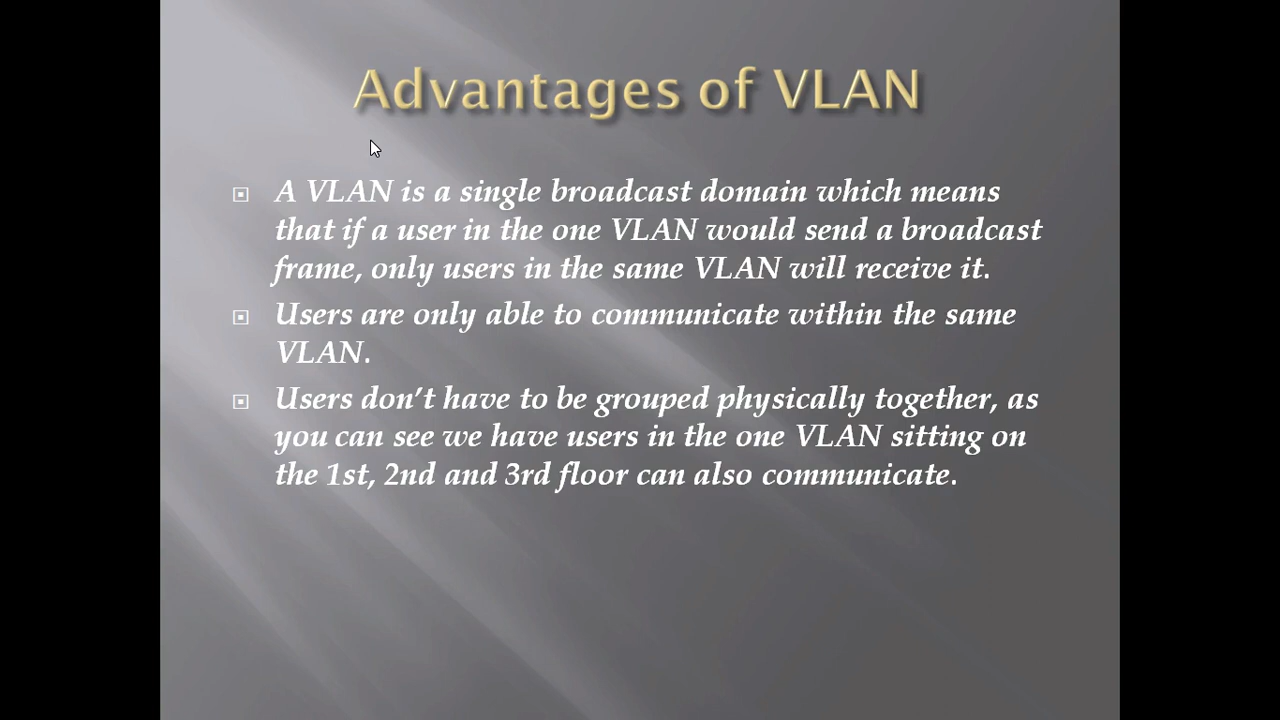 Advantages of VLAN
A VLAN is a single broadcast domain which means
that if a user in the one VLAN would send a broadcast
frame, only users in the same VLAN will receive it.
Users are only able to communicate within the same
VLAN.
Users don’t have to be grouped physically together, as
you can see we have users in the one VLAN sitting on
the 1st, 2nd and 3rd floor can also communicate.